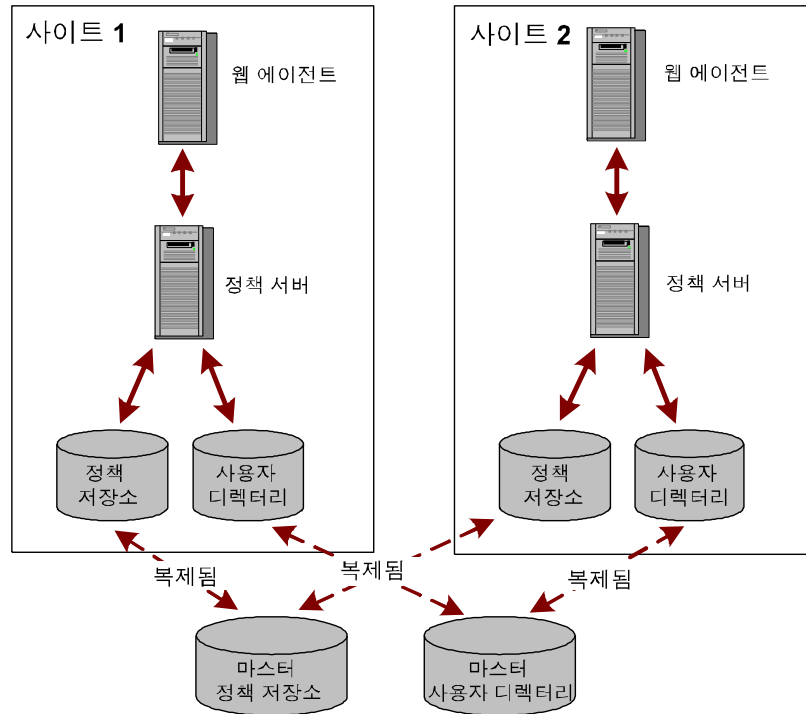 사이트 1
웹 에이전트
정책 서버
정책
저장소
사용자
디렉터리
사이트 2
웹 에이전트
정책 서버
정책
저장소
사용자
디렉터리
복제됨
복제됨
복제됨
마스터
정책 저장소
마스터
사용자 디렉터리